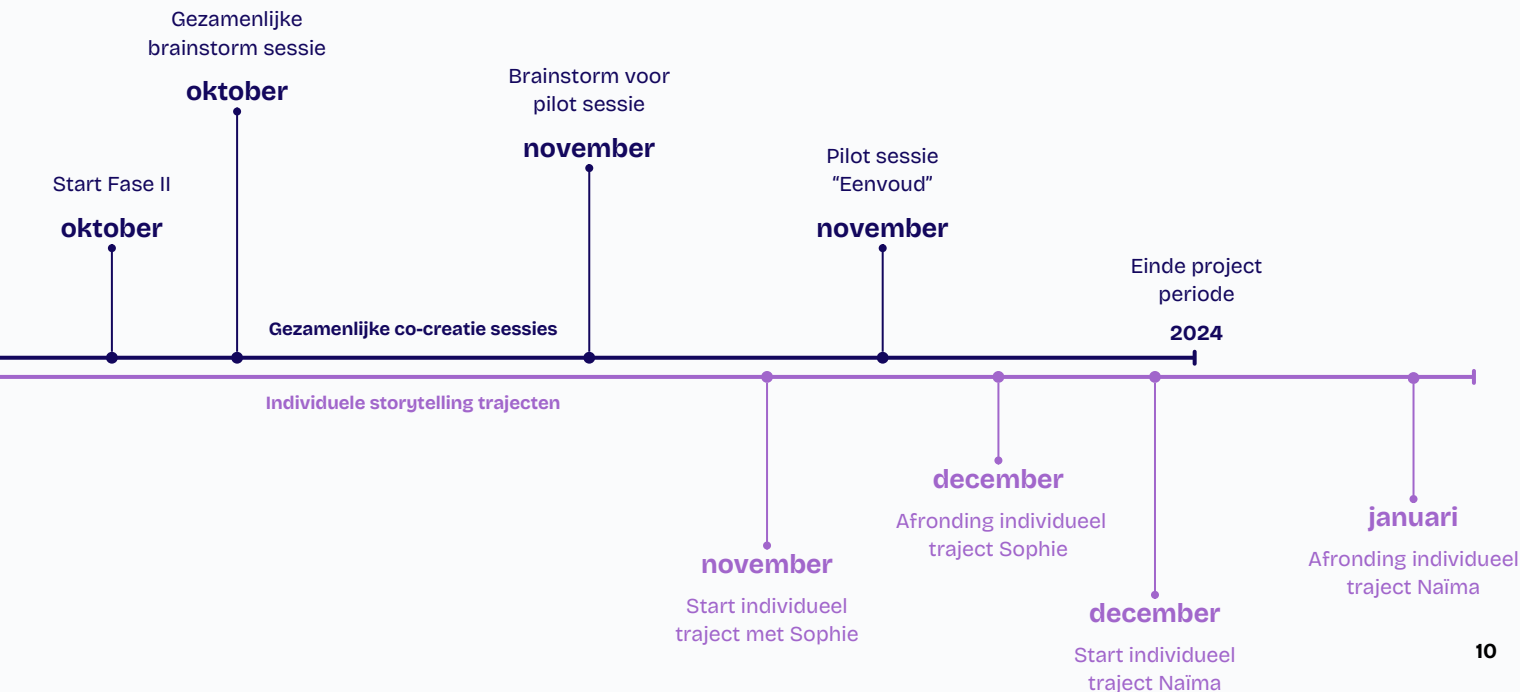 Gezamenlijke
brainstorm sessie
oktober
Brainstorm voor
pilot sessie
november
Pilot sessie
“Eenvoud”
november
Start Fase II
oktober
Einde project
periode
2024
Gezamenlijke co-creatie sessies
Individuele storytelling trajecten
november
Start individueel
traject met Sophie
december
Afronding individueel
traject Sophie
december
Start individueel
traject Naïma
januari
Afronding individueel
traject Naïma
10